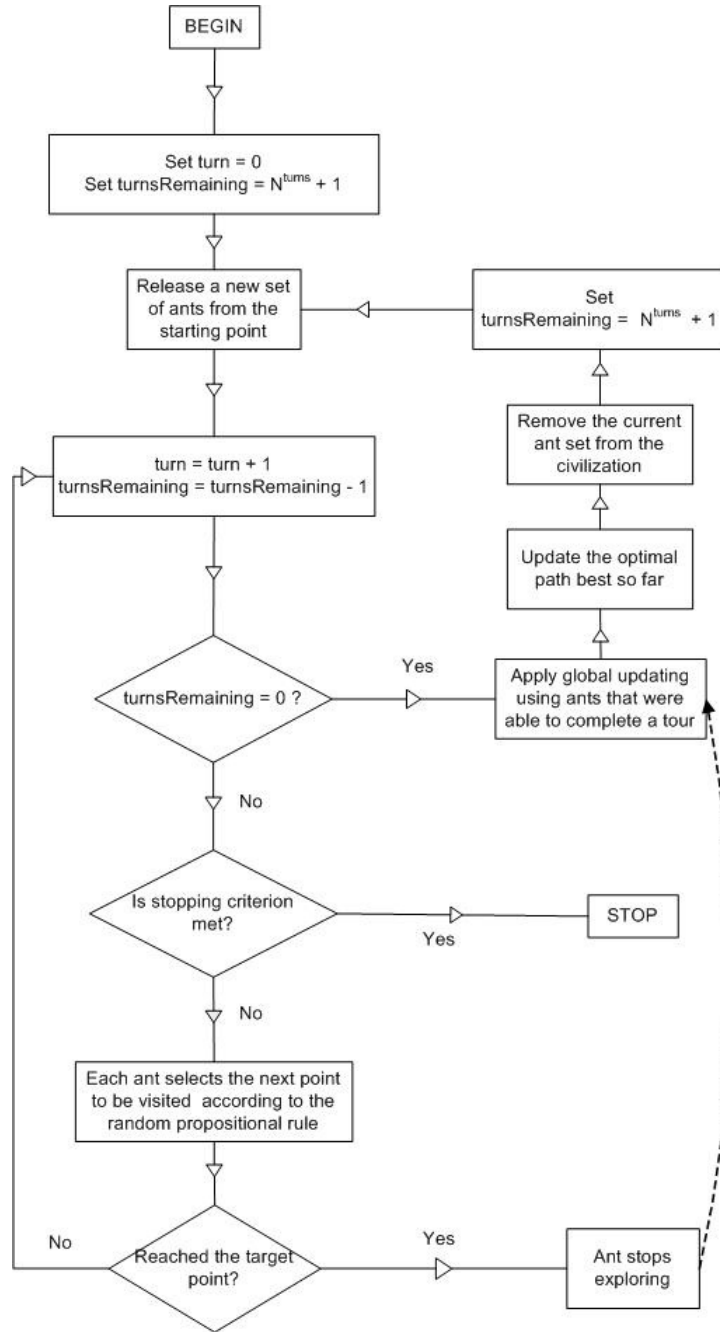 BEGIN
Set turn = 0
Set turnsRemaining = N^turns + 1
Release a new set
of ants from the
starting point
Set
turnsRemaining = N^turns + 1
Remove the current
ant set from the
civilization
turn = turn + 1
turnsRemaining = turnsRemaining - 1
Update the optimal
path best so far
turnsRemaining = 0 ?
Yes
Apply global updating
using ants that were
able to complete a tour
No
Is stopping criterion
met?
Yes
STOP
No
Each ant selects the next point
to be visited according to the
random propositional rule
Reached the target
point?
No
Yes
Ant stops
exploring